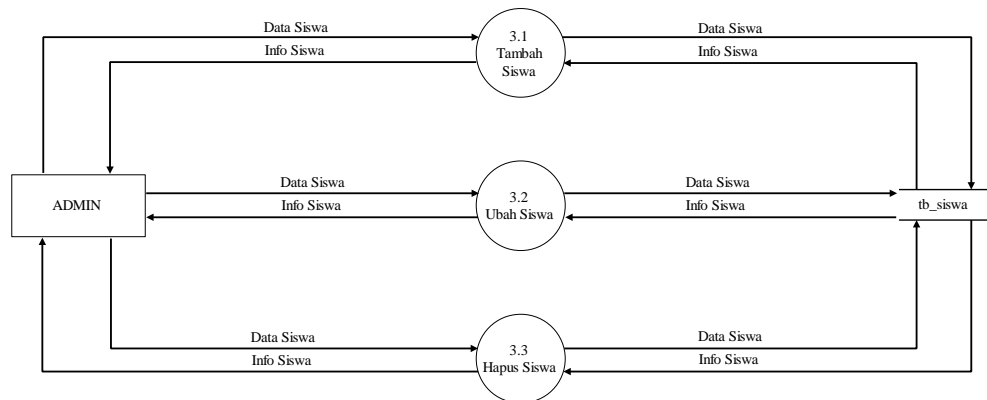 Data Siswa
Info Siswa
3.1
Tambah
Siswa
Data Siswa
Info Siswa
ADMIN
Data Siswa
Info Siswa
3.2
Ubah Siswa
Data Siswa
Info Siswa
tb_siswa
Data Siswa
Info Siswa
3.3
Hapus Siswa
Data Siswa
Info Siswa